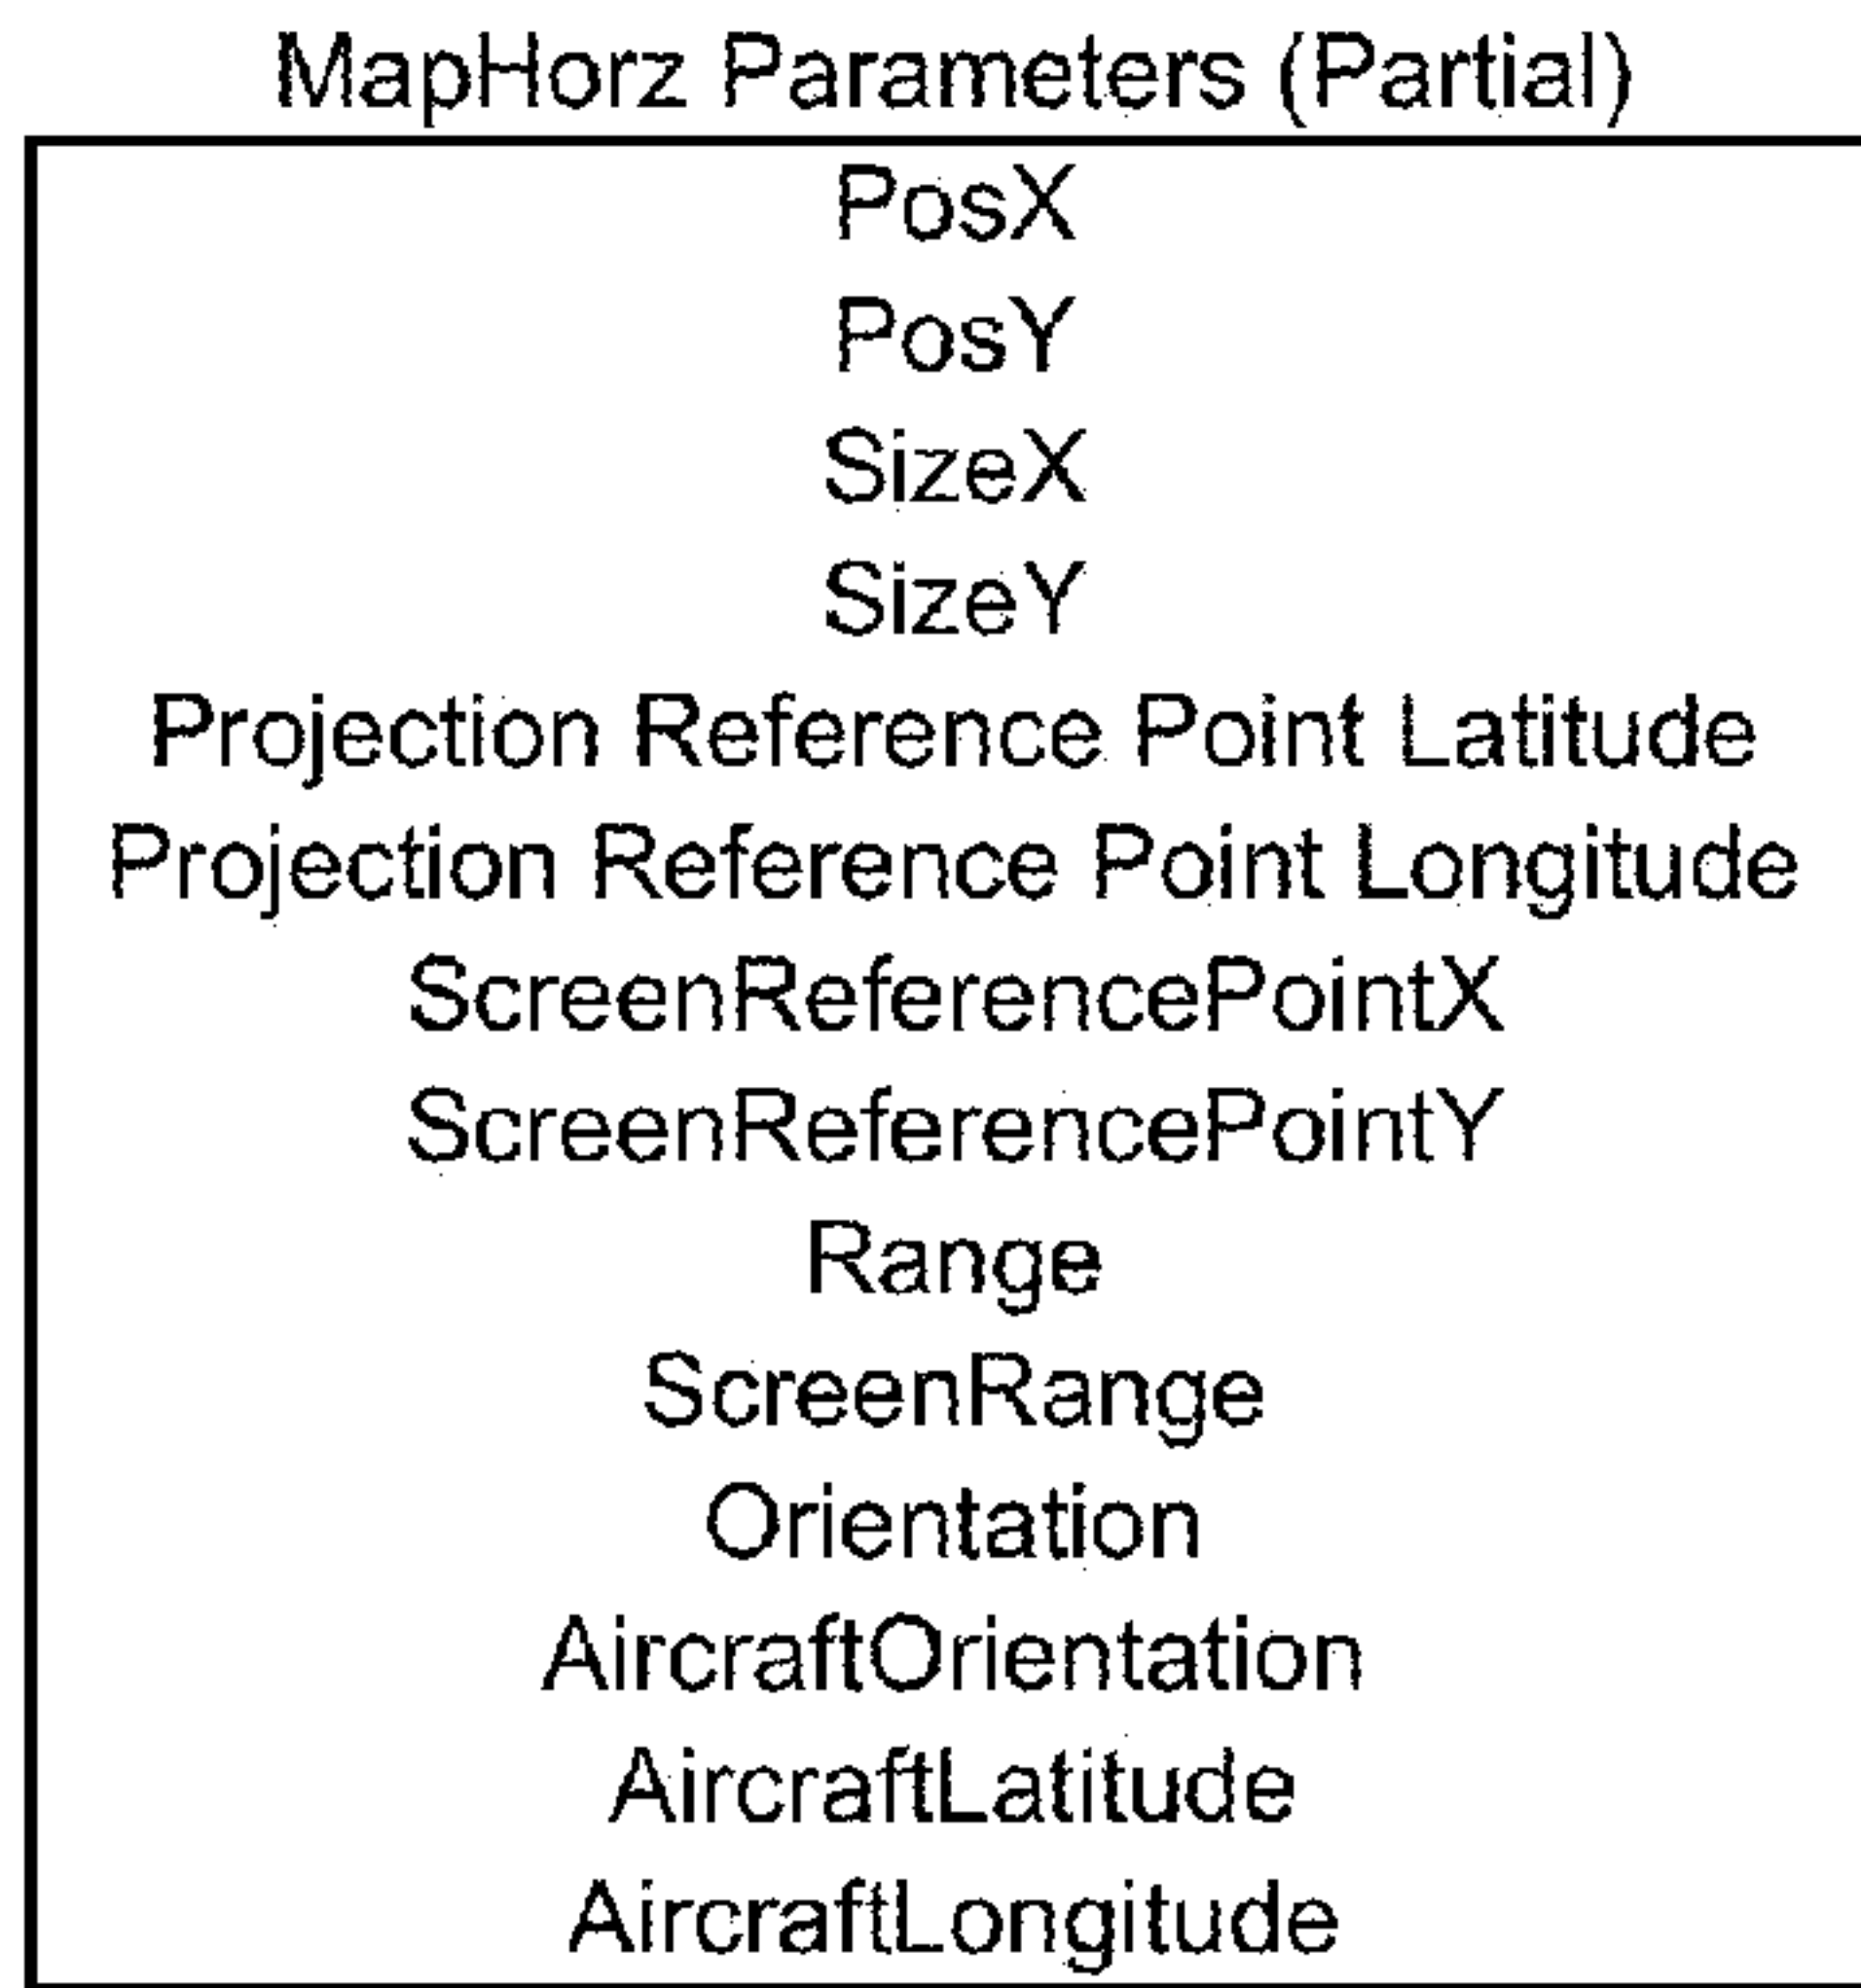 MapHorz Parameters (Partial)
PosX
PosY
SizeX
SizeY
Projection Reference Point Latitude
Projection Reference Point Longitude
ScreenReferencePointX
ScreenReferencePointY
Range
ScreenRange
Orientation
AircraftOrientation
AircraftLatitude
AircraftLongitude